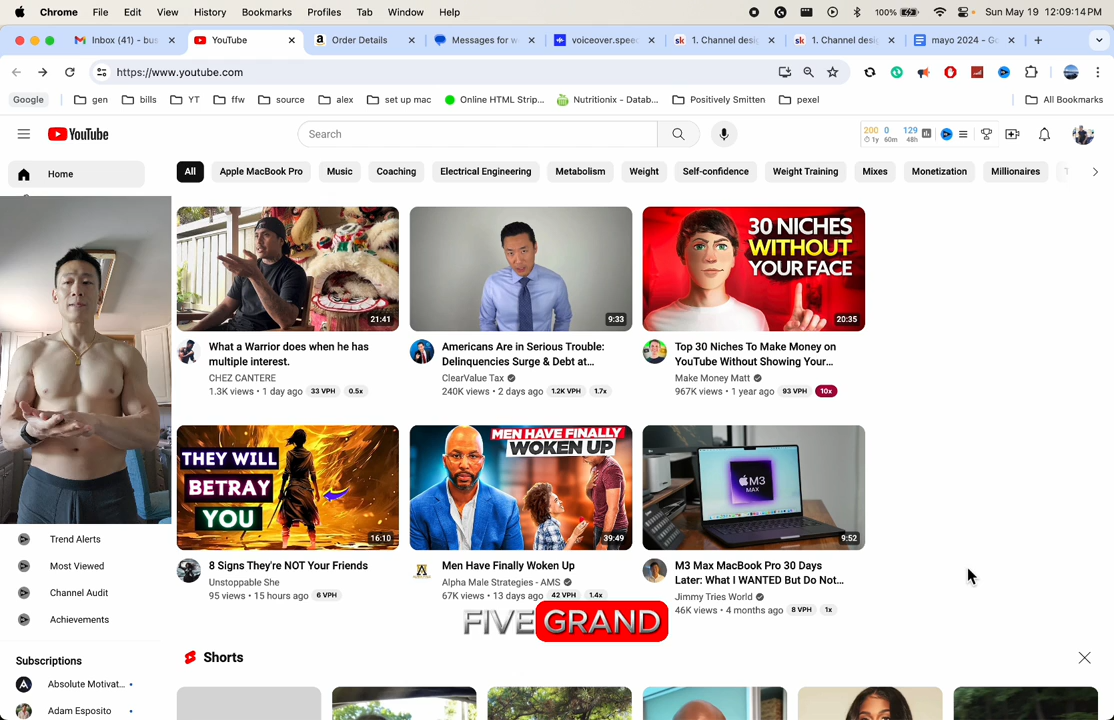 Chrome File Edit View History Bookmarks Profiles Tab Window Help 100% Sun May 19 12:09:14 PM
Inbox (41) - bus YouTube Order Details Messages for w voiceover.spee 1. Channel desi 1. Channel desi mayo 2024 - Go
https://www.youtube.com
Google gen bills YT ffw source alex set up mac Online HTML Strip... Nutritionix - Datab... Positively Smitten pexel All Bookmarks
YouTube Search 200 0 129
1y 60m 48h
Home All Apple MacBook Pro Music Coaching Electrical Engineering Metabolism Weight Self-confidence Weight Training Mixes Monetization Millionaires
30 NICHES
WITHOUT
YOUR FACE
21:41 9:33 20:35
What a Warrior does when he has
multiple interest.
CHEZ CANTERE
1.3K views • 1 day ago 33 VPH 0.5x
Americans Are in Serious Trouble:
Delinquencies Surge & Debt at...
ClearValue Tax
240K views • 2 days ago 1.2K VPH 1.7x
Top 30 Niches To Make Money on
YouTube Without Showing Your...
Make Money Matt
967K views • 1 year ago 93 VPH 10x
THEY WILL
BETRAY
YOU
16:10
MEN HAVE FINALLY
WOKEN UP
39:49
M3
MAX
9:52
8 Signs They're NOT Your Friends
Unstoppable She
95 views • 15 hours ago 6 VPH
Men Have Finally Woken Up
Alpha Male Strategies - AMS
67K views • 13 days ago 42 VPH 1.4x
M3 Max MacBook Pro 30 Days
Later: What I WANTED But Do Not...
Jimmy Tries World
46K views • 4 months ago 8 VPH 1x
FIVE GRAND
Trend Alerts
Most Viewed
Channel Audit
Achievements
Subscriptions
Absolute Motivat...
Adam Esposito
Shorts